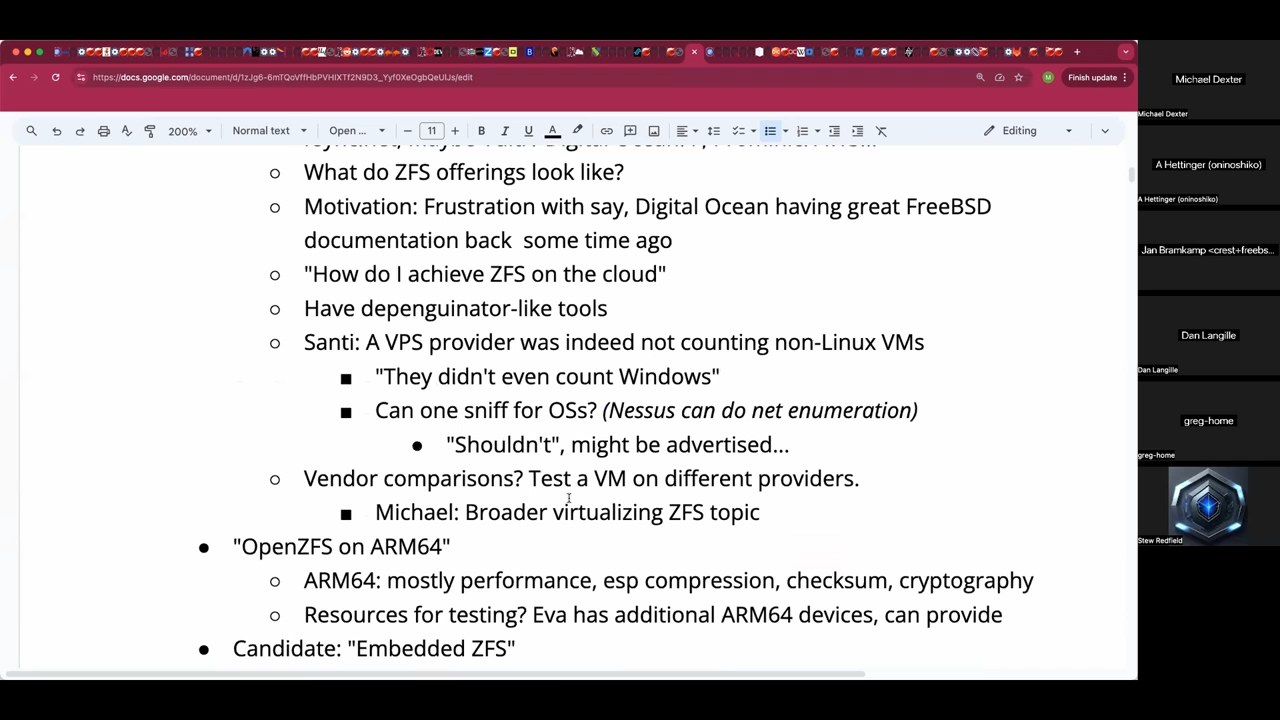 https://docs.google.com/document/d/1zJg6-6mTQoVffHbPVHIXTf2N9D3_Yyf0XeOgbQeUIJs/edit
M
Finish update
200%
Normal text
Open ...
11
Editing
What do ZFS offerings look like?
Motivation: Frustration with say, Digital Ocean having great FreeBSD
documentation back some time ago
"How do I achieve ZFS on the cloud"
Have depenguinator-like tools
Santi: A VPS provider was indeed not counting non-Linux VMs
"They didn't even count Windows"
Can one sniff for OSs? (Nessus can do net enumeration)
"Shouldn't", might be advertised...
Vendor comparisons? Test a VM on different providers.
Michael: Broader virtualizing ZFS topic
"OpenZFS on ARM64"
ARM64: mostly performance, esp compression, checksum, cryptography
Resources for testing? Eva has additional ARM64 devices, can provide
Candidate: "Embedded ZFS"
Michael Dexter
Michael Dexter
A Hettinger (oninoshiko)
A Hettinger (oninoshiko)
Jan Bramkamp <crest+freebs...
Dan Langille
Dan Langille
greg-home
greg-home
Stew Redfield